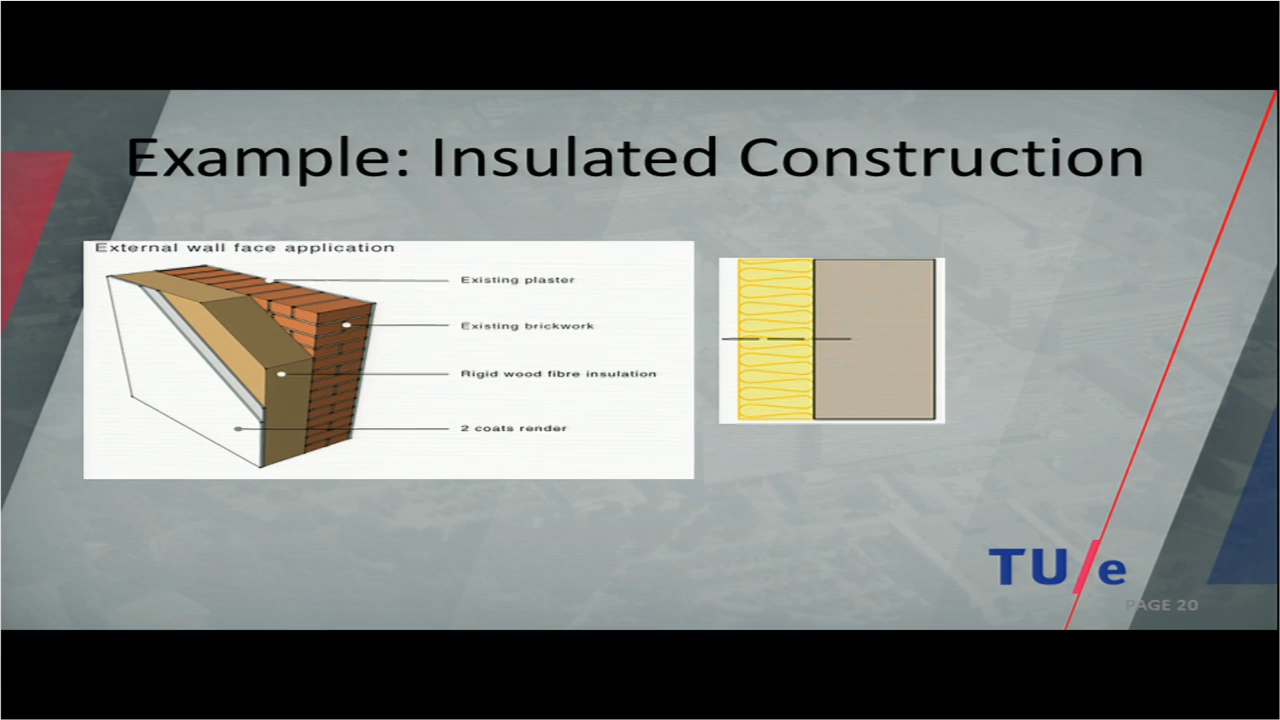 Example: Insulated Construction
External wall face application
Existing plaster
Existing brickwork
Rigid wood fibre insulation
2 coats render
TU/e
PAGE 20